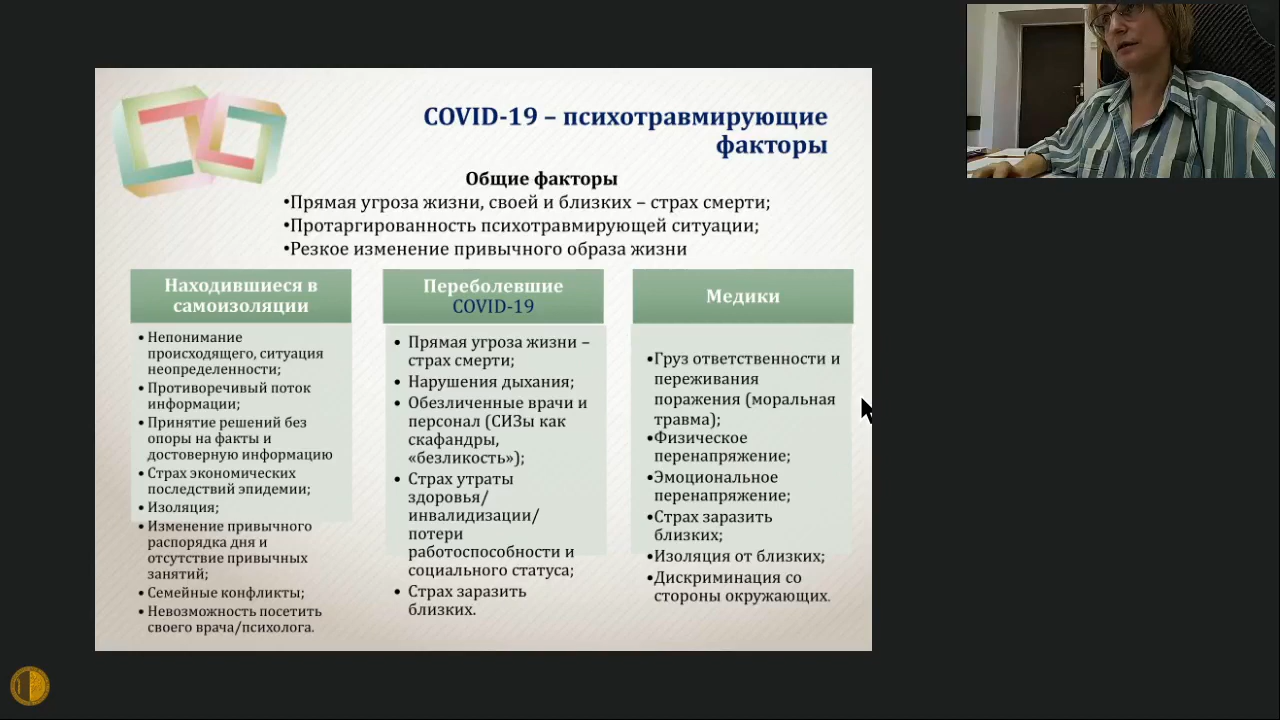 COVID-19 – психотравмирующие
факторы
Общие факторы
•Прямая угроза жизни, своей и близких – страх смерти;
•Протаргированность психотравмирующей ситуации;
•Резкое изменение привычного образа жизни
Находившиеся в
самоизоляции
• Непонимание
происходящего, ситуация
неопределенности;
• Противоречивый поток
информации;
• Принятие решений без
опоры на факты и
достоверную информацию
• Страх экономических
последствий эпидемии;
• Изоляция;
• Изменение привычного
распорядка дня и
отсутствие привычных
занятий;
• Семейные конфликты;
• Невозможность посетить
своего врача/психолога.
Переболевшие
COVID-19
• Прямая угроза жизни –
страх смерти;
• Нарушения дыхания;
• Обезличенные врачи и
персонал (СИЗы как
скафандры,
«безликость»);
• Страх утраты
здоровья/
инвалидизации/
потери
работоспособности и
социального статуса;
• Страх заразить
близких.
Медики
•Груз ответственности и
переживания
поражения (моральная
травма);
•Физическое
перенапряжение;
•Эмоциональное
перенапряжение;
•Страх заразить
близких;
•Изоляция от близких;
•Дискриминация со
стороны окружающих.